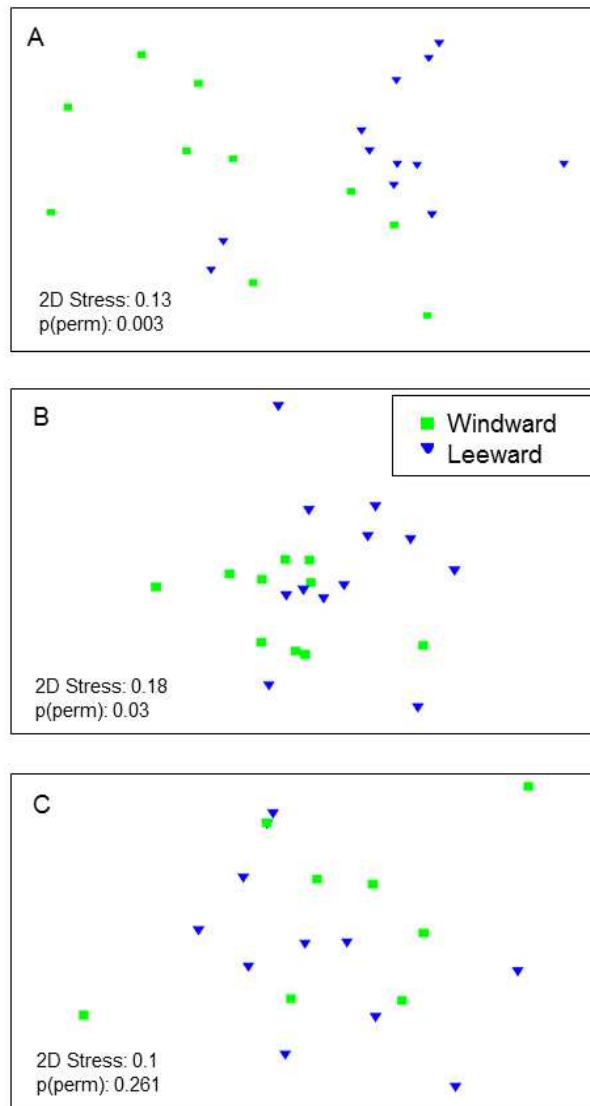 A
2D Stress: 0.13
p(perm): 0.003
B
Windward
Leeward
2D Stress: 0.18
p(perm): 0.03
C
2D Stress: 0.1
p(perm): 0.261